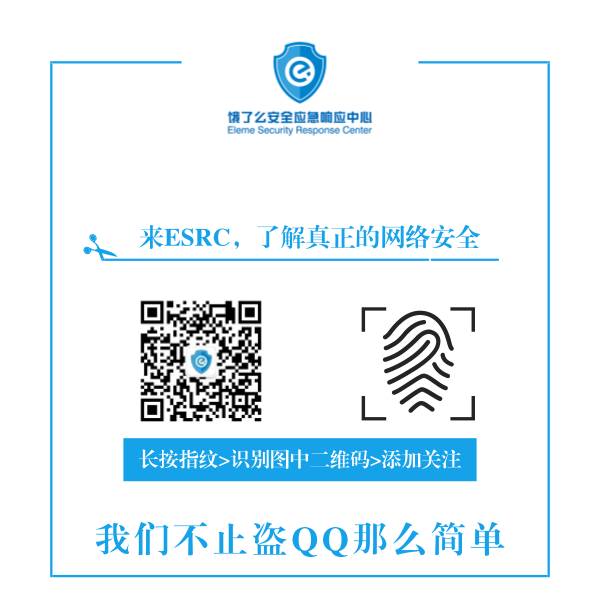 饿了么安全应急响应中心
Eleme Security Response Center
来ESRC，了解真正的网络安全
长按指纹>识别图中二维码>添加关注
我们不止盗QQ那么简单